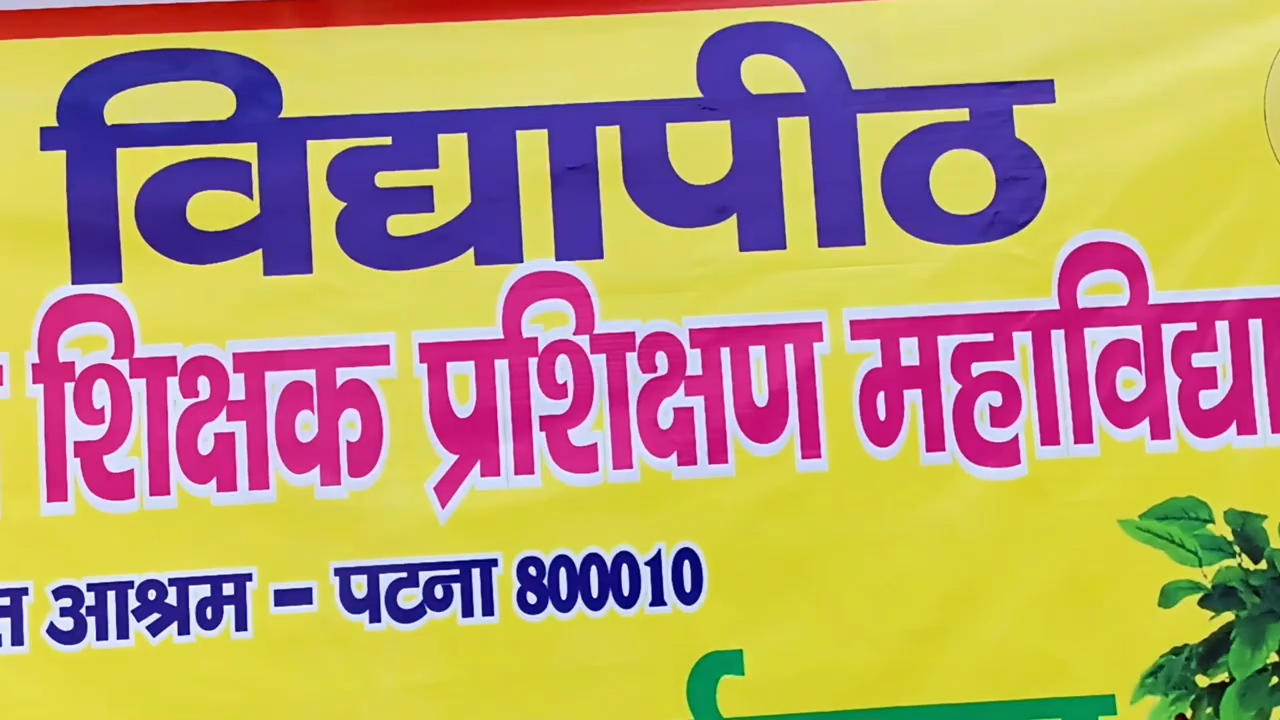 विद्यापीठ
शिक्षक प्रशिक्षण महाविद्या
आश्रम - पटना 800010